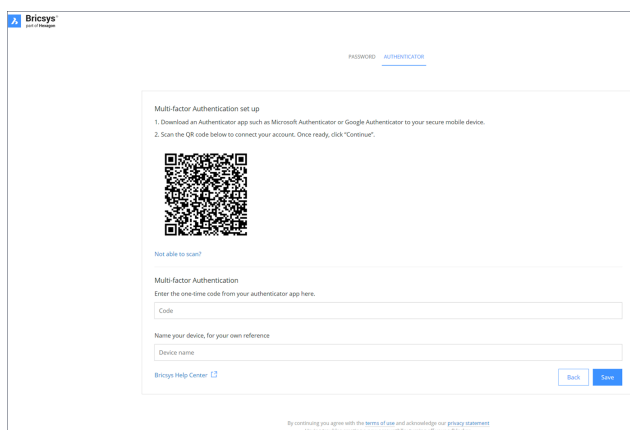 Bricsys®
part of Hexagon
PASSWORD AUTHENTICATOR
Multi-factor Authentication set up
1. Download an Authenticator app such as Microsoft Authenticator or Google Authenticator to your secure mobile device.
2. Scan the QR code below to connect your account. Once ready, click "Continue".
Not able to scan?
Multi-factor Authentication
Enter the one-time code from your authenticator app here.
Code
Name your device, for your own reference
Device name
Bricsys Help Center
Back Save
By continuing you agree with the terms of use and acknowledge our privacy statement